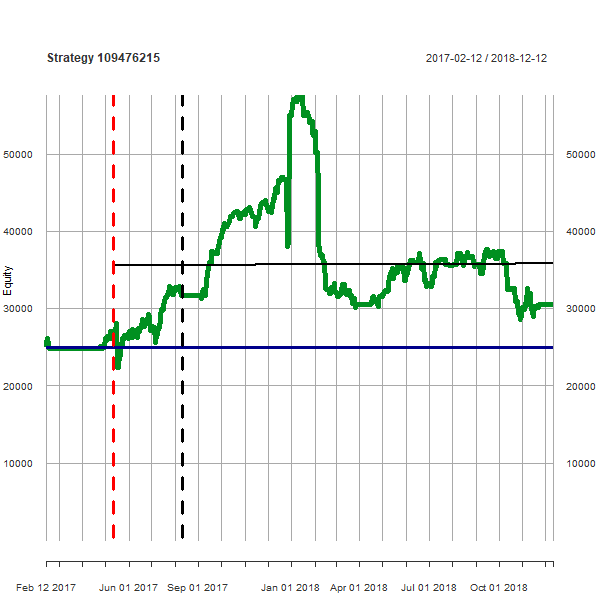 Strategy 109476215
2017-02-12 / 2018-12-12
50000
50000
40000
40000
Equity
30000
30000
20000
20000
10000
10000
Feb 12 2017
Jun 01 2017
Sep 01 2017
Jan 01 2018
Apr 01 2018
Jul 01 2018
Oct 01 2018